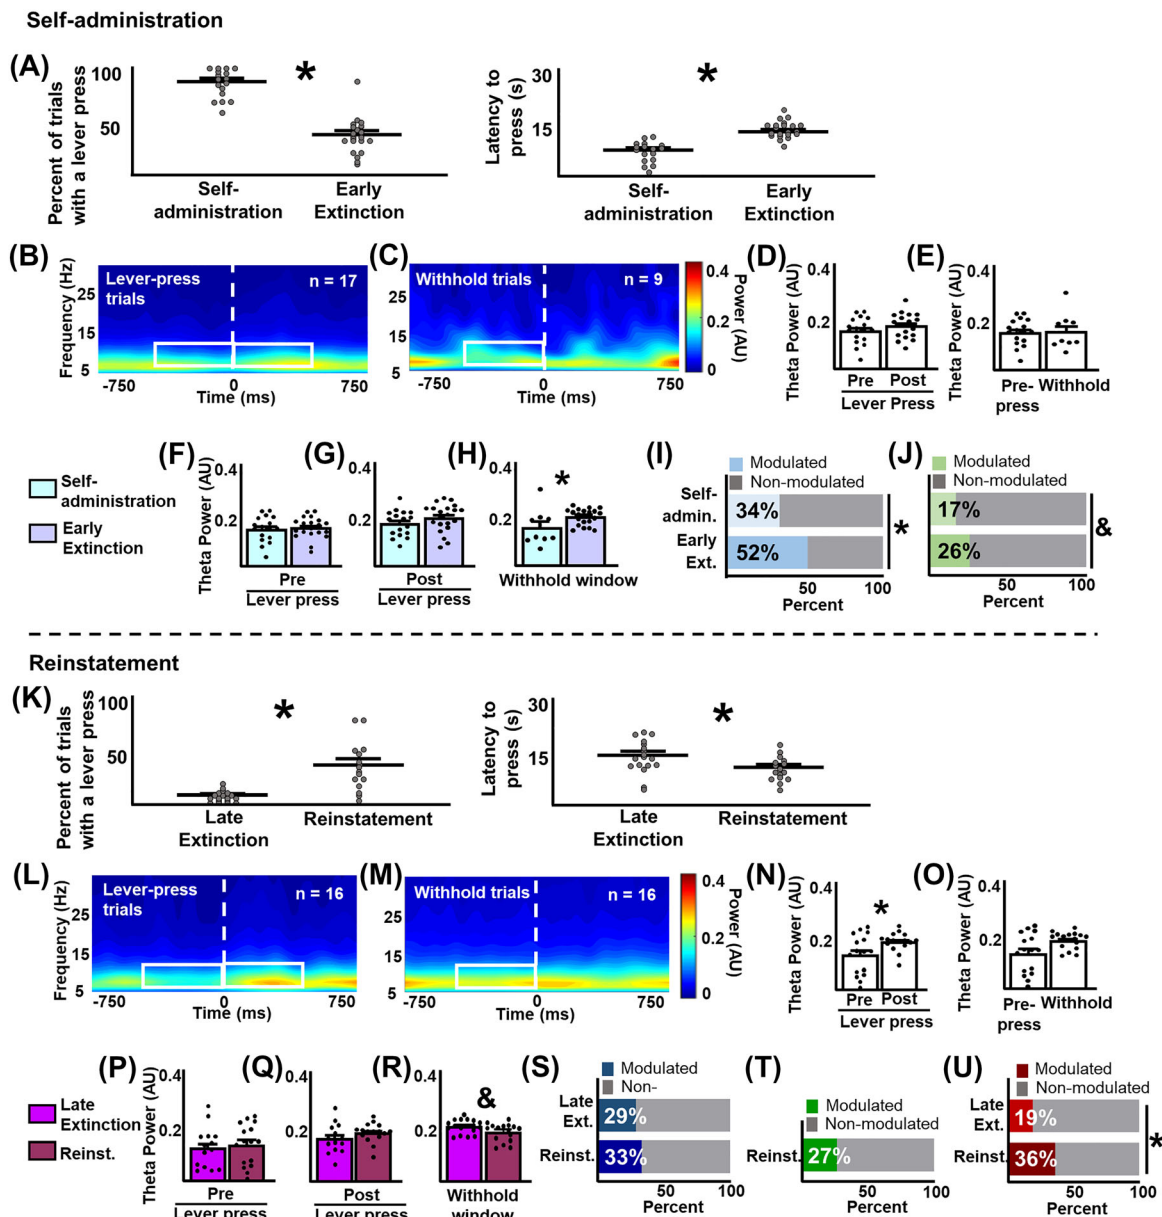 Self-administration
(A)
Percent of trials
with a lever press
100
50
*
Self-
administration
Early
Extinction
Latency to
press (s)
30
15
*
Self-
administration
Early
Extinction
(B)
Frequency (Hz)
25
15
5
Lever-press
trials
n = 17
-750
0
750
Time (ms)
(C)
25
15
5
Withhold trials
n = 9
-750
0
750
Time (ms)
0.4
0.2
0
Power (AU)
(D)
Theta Power (AU)
0.4
0.2
Pre
Post
Lever Press
(E)
Theta Power (AU)
0.4
0.2
Pre-
press
Withhold
Self-
administration
Early
Extinction
(F)
Theta Power (AU)
0.4
0.2
Pre
Lever press
(G)
0.4
0.2
Post
Lever press
(H)
0.4
0.2
*
Withhold window
(I)
Modulated
Non-modulated
Self-
admin.
34%
Early
Ext.
52%
*
50
100
Percent
(J)
Modulated
Non-modulated
17%
26%
&
50
100
Percent
Reinstatement
(K)
Percent of trials
with a lever press
100
50
*
Late
Extinction
Reinstatement
Latency to
press (s)
30
15
*
Late
Extinction
Reinstatement
(L)
Frequency (Hz)
25
15
5
Lever-press
trials
n = 16
-750
0
750
Time (ms)
(M)
25
15
5
Withhold trials
n = 16
-750
0
750
Time (ms)
0.4
0.2
0
Power (AU)
(N)
Theta Power (AU)
0.4
0.2
*
Pre
Post
Lever press
(O)
Theta Power (AU)
0.4
0.2
Pre-
press
Withhold
Late
Extinction
Reinst.
(P)
Theta Power (AU)
0.4
0.2
Pre
Lever press
(Q)
0.4
0.2
Post
Lever press
(R)
0.4
0.2
&
Withhold
window
(S)
Modulated
Non-
Late
Ext.
29%
Reinst.
33%
50
100
Percent
(T)
Modulated
Non-modulated
Reinst.
27%
50
100
Percent
(U)
Modulated
Non-modulated
Late
Ext.
19%
Reinst.
36%
*
50
100
Percent